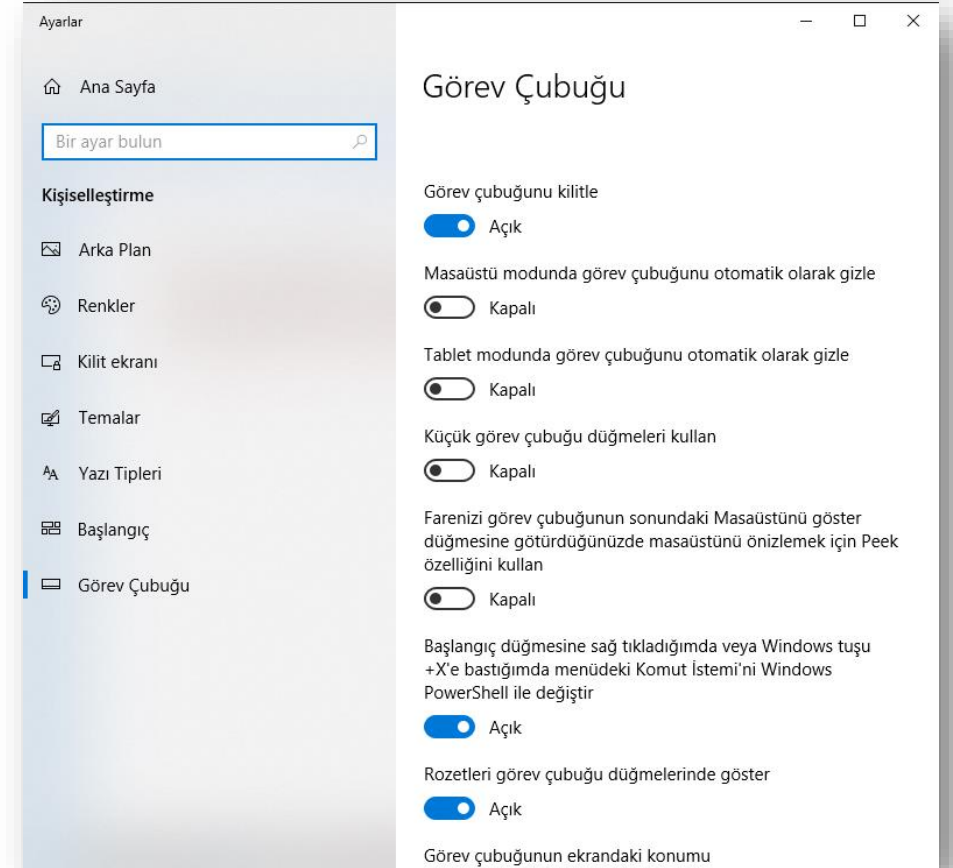 Ayarlar
Ana Sayfa
Bir ayar bulun
Kişiselleştirme
Arka Plan
Renkler
Kilit ekranı
Temalar
Yazı Tipleri
Başlangıç
Görev Çubuğu
Görev Çubuğu
Görev çubuğunu kilitle
Açık
Masaüstü modunda görev çubuğunu otomatik olarak gizle
Kapalı
Tablet modunda görev çubuğunu otomatik olarak gizle
Kapalı
Küçük görev çubuğu düğmeleri kullan
Kapalı
Farenizi görev çubuğunun sonundaki Masaüstünü göster
düğmesine götürdüğünüzde masaüstünü önizlemek için Peek
özelliğini kullan
Kapalı
Başlangıç düğmesine sağ tıkladığımda veya Windows tuşu
+X'e bastığımda menüdeki Komut İstemi'ni Windows
PowerShell ile değiştir
Açık
Rozetleri görev çubuğu düğmelerinde göster
Açık
Görev çubuğunun ekrandaki konumu